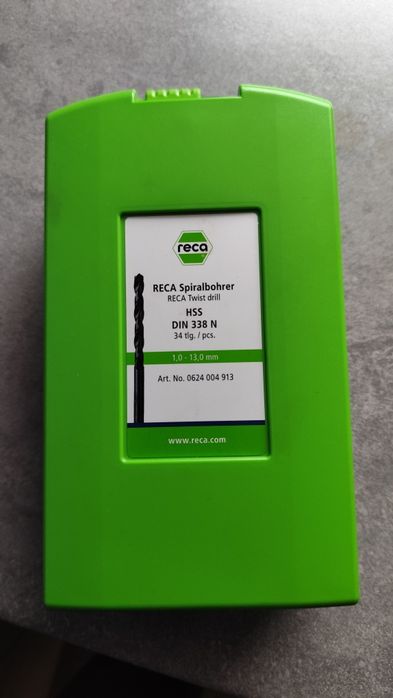 reca
RECA Spiralbohrer
RECA Twist drill
HSS
DIN 338 N
34 tlg. / pcs.
1,0 - 13,0 mm
Art. No. 0624 004 913
www.reca.com